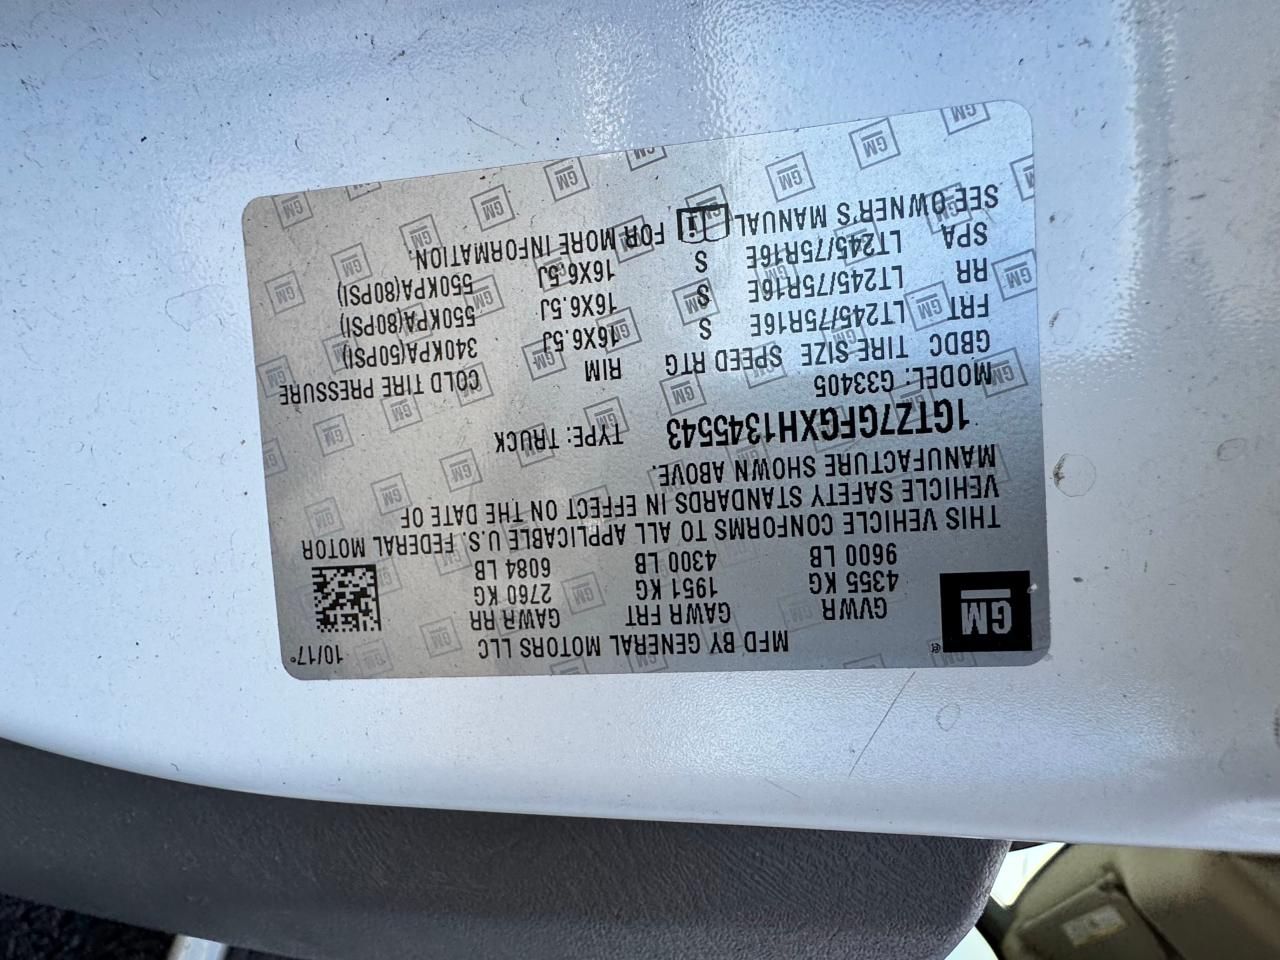 MFD BY GENERAL MOTORS LLC 10/17
GM ®
GVWR GAWR FRT GAWR RR
4355 KG 1951 KG 2760 KG
9600 LB 4300 LB 6084 LB
THIS VEHICLE CONFORMS TO ALL APPLICABLE U.S. FEDERAL MOTOR
VEHICLE SAFETY STANDARDS IN EFFECT ON THE DATE OF
MANUFACTURE SHOWN ABOVE.
1GTZ7GFGXH1345543 TYPE: TRUCK
MODEL: G33405
GBDC TIRE SIZE SPEED RTG RIM COLD TIRE PRESSURE
FRT LT245/75R16E S 16X6.5J 340KPA(50PSI)
RR LT245/75R16E S 16X6.5J 550KPA(80PSI)
SPA LT245/75R16E S 16X6.5J 550KPA(80PSI)
SEE OWNER'S MANUAL i FOR MORE INFORMATION.